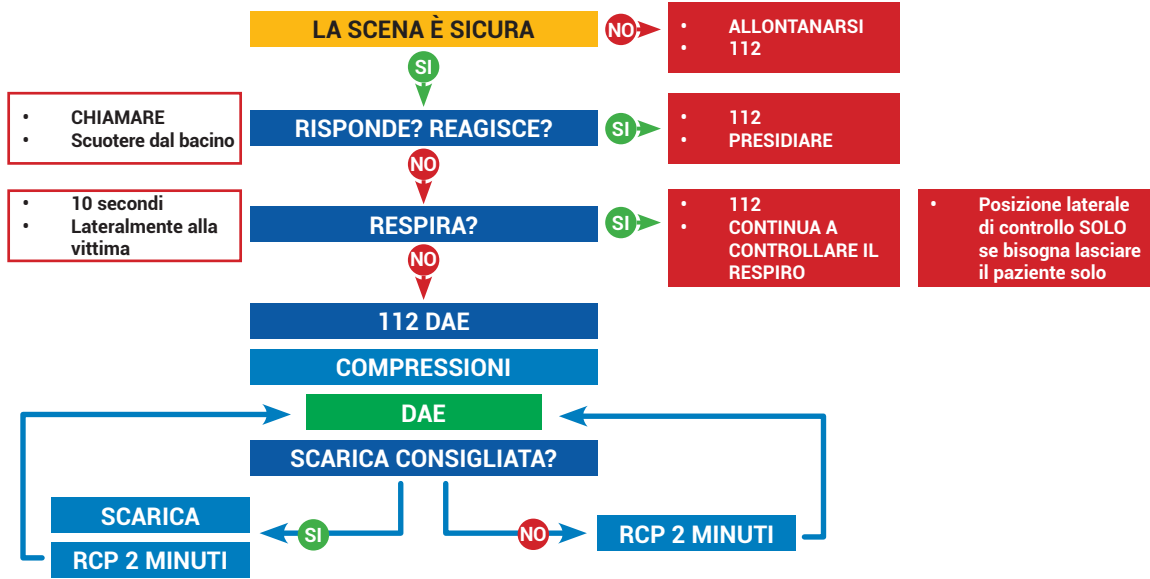 LA SCENA È SICURA
NO
• ALLONTANARSI
• 112
SI
• CHIAMARE
• Scuotere dal bacino
RISPONDE? REAGISCE?
SI
• 112
• PRESIDIARE
NO
• 10 secondi
• Lateralmente alla
vittima
RESPIRA?
SI
• 112
• CONTINUA A
CONTROLLARE IL
RESPIRO
• Posizione laterale
di controllo SOLO
se bisogna lasciare
il paziente solo
NO
112 DAE
COMPRESSIONI
DAE
SCARICA CONSIGLIATA?
SCARICA
RCP 2 MINUTI
SI
NO
RCP 2 MINUTI